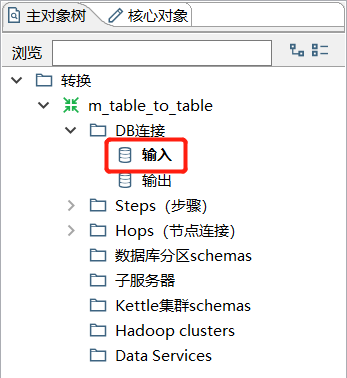 主对象树 核心对象
浏览
转换
m_table_to_table
DB连接
输入
输出
Steps（步骤）
Hops（节点连接）
数据库分区schemas
子服务器
Kettle集群schemas
Hadoop clusters
Data Services